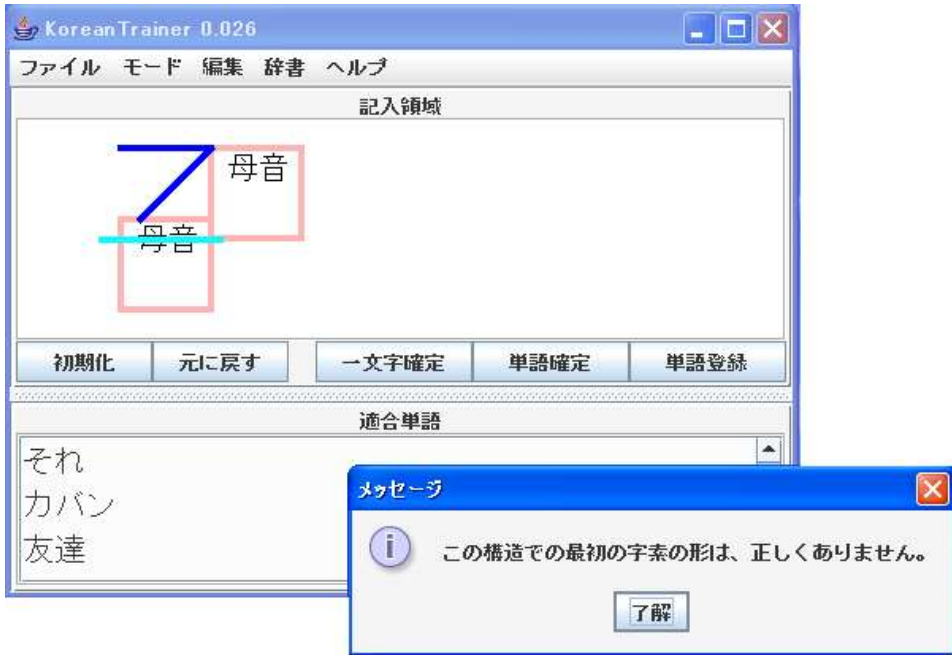 KoreanTrainer 0.026
ファイル モード 編集 辞書 ヘルプ
記入領域
母音
母音
初期化 元に戻す 一文字確定 単語確定 単語登録
適合単語
それ
カバン
友達
メッセージ
この構造での最初の字素の形は、正しくありません。
了解